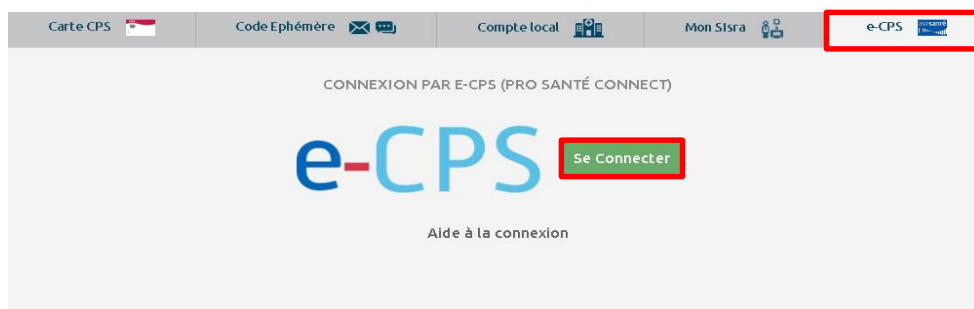 Carte CPS Code Ephémère Compte local Mon SIsra e-CPS
CONNEXION PAR E-CPS (PRO SANTÉ CONNECT)
e-CPS Se Connecter
Aide à la connexion